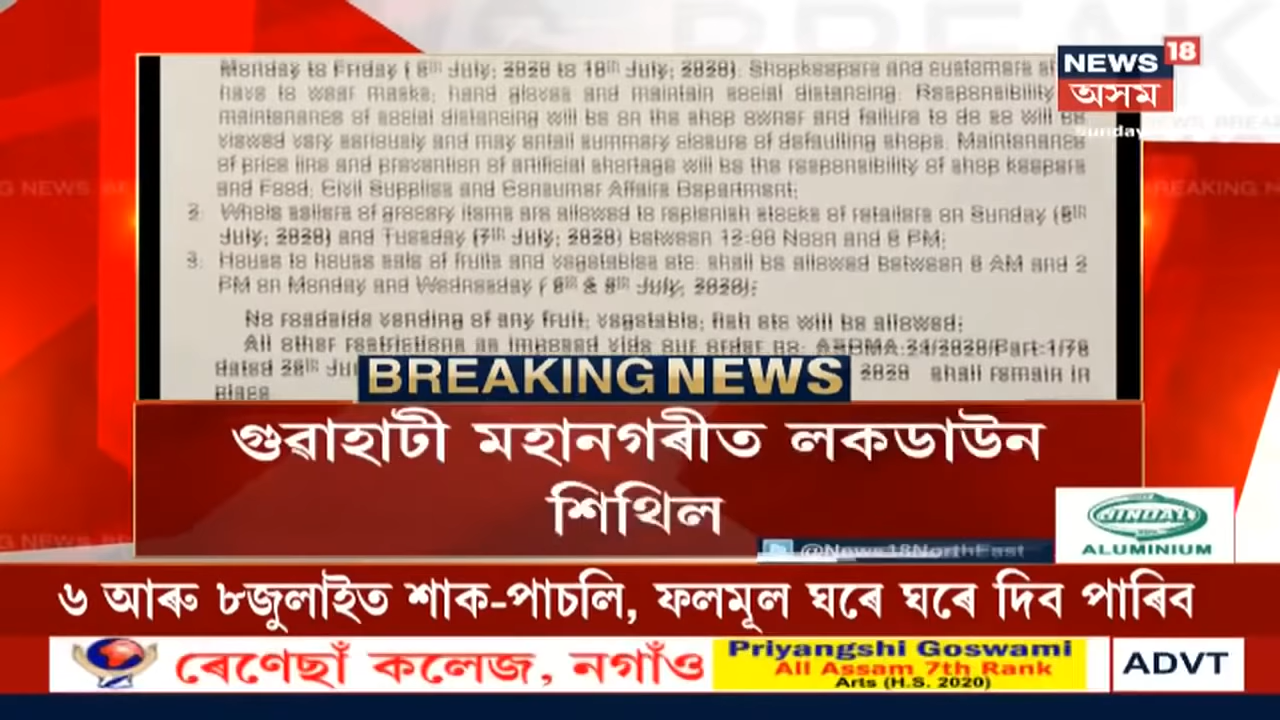 Monday to Friday ( 6th July, 2020 to 10th July, 2020). Shopkeepers and customers
have to wear masks, hand gloves and maintain social distancing. Responsibility
maintenance of social distancing will be on the shop owner and failure to do so will be
viewed very seriously and may entail summary closure of defaulting shops. Maintenance
of price line and prevention of artificial shortage will be the responsibility of shop keepers
and Food, Civil Supplies and Consumer Affairs Department;
2. Whole sellers of grocery items are allowed to replenish stocks of retailers on Sunday (5th
July, 2020) and Tuesday (7th July, 2020) between 12:00 Noon and 6 PM;
3. House to house sale of fruits and vegetables etc. shall be allowed between 8 AM and 2
PM on Monday and Wednesday ( 6th & 8th July, 2020);
No roadside vending of any fruit, vegetable, fish etc will be allowed;
All other restrictions as imposed vide our order no.
dated 26th 2020 shall remain in
place
NEWS 18
অসম
Sunday
BREAKING NEWS
গুৱাহাটী মহানগৰীত লকডাউন
শিথিল
@News18NorthEast
JINDAL
ALUMINIUM
৬ আৰু ৮জুলাইত শাক-পাচলি, ফলমূল ঘৰে ঘৰে দিব পাৰিব
ৰেণেছাঁ কলেজ, নগাঁও
Priyangshi Goswami
All Assam 7th Rank
Arts (H.S. 2020)
ADVT